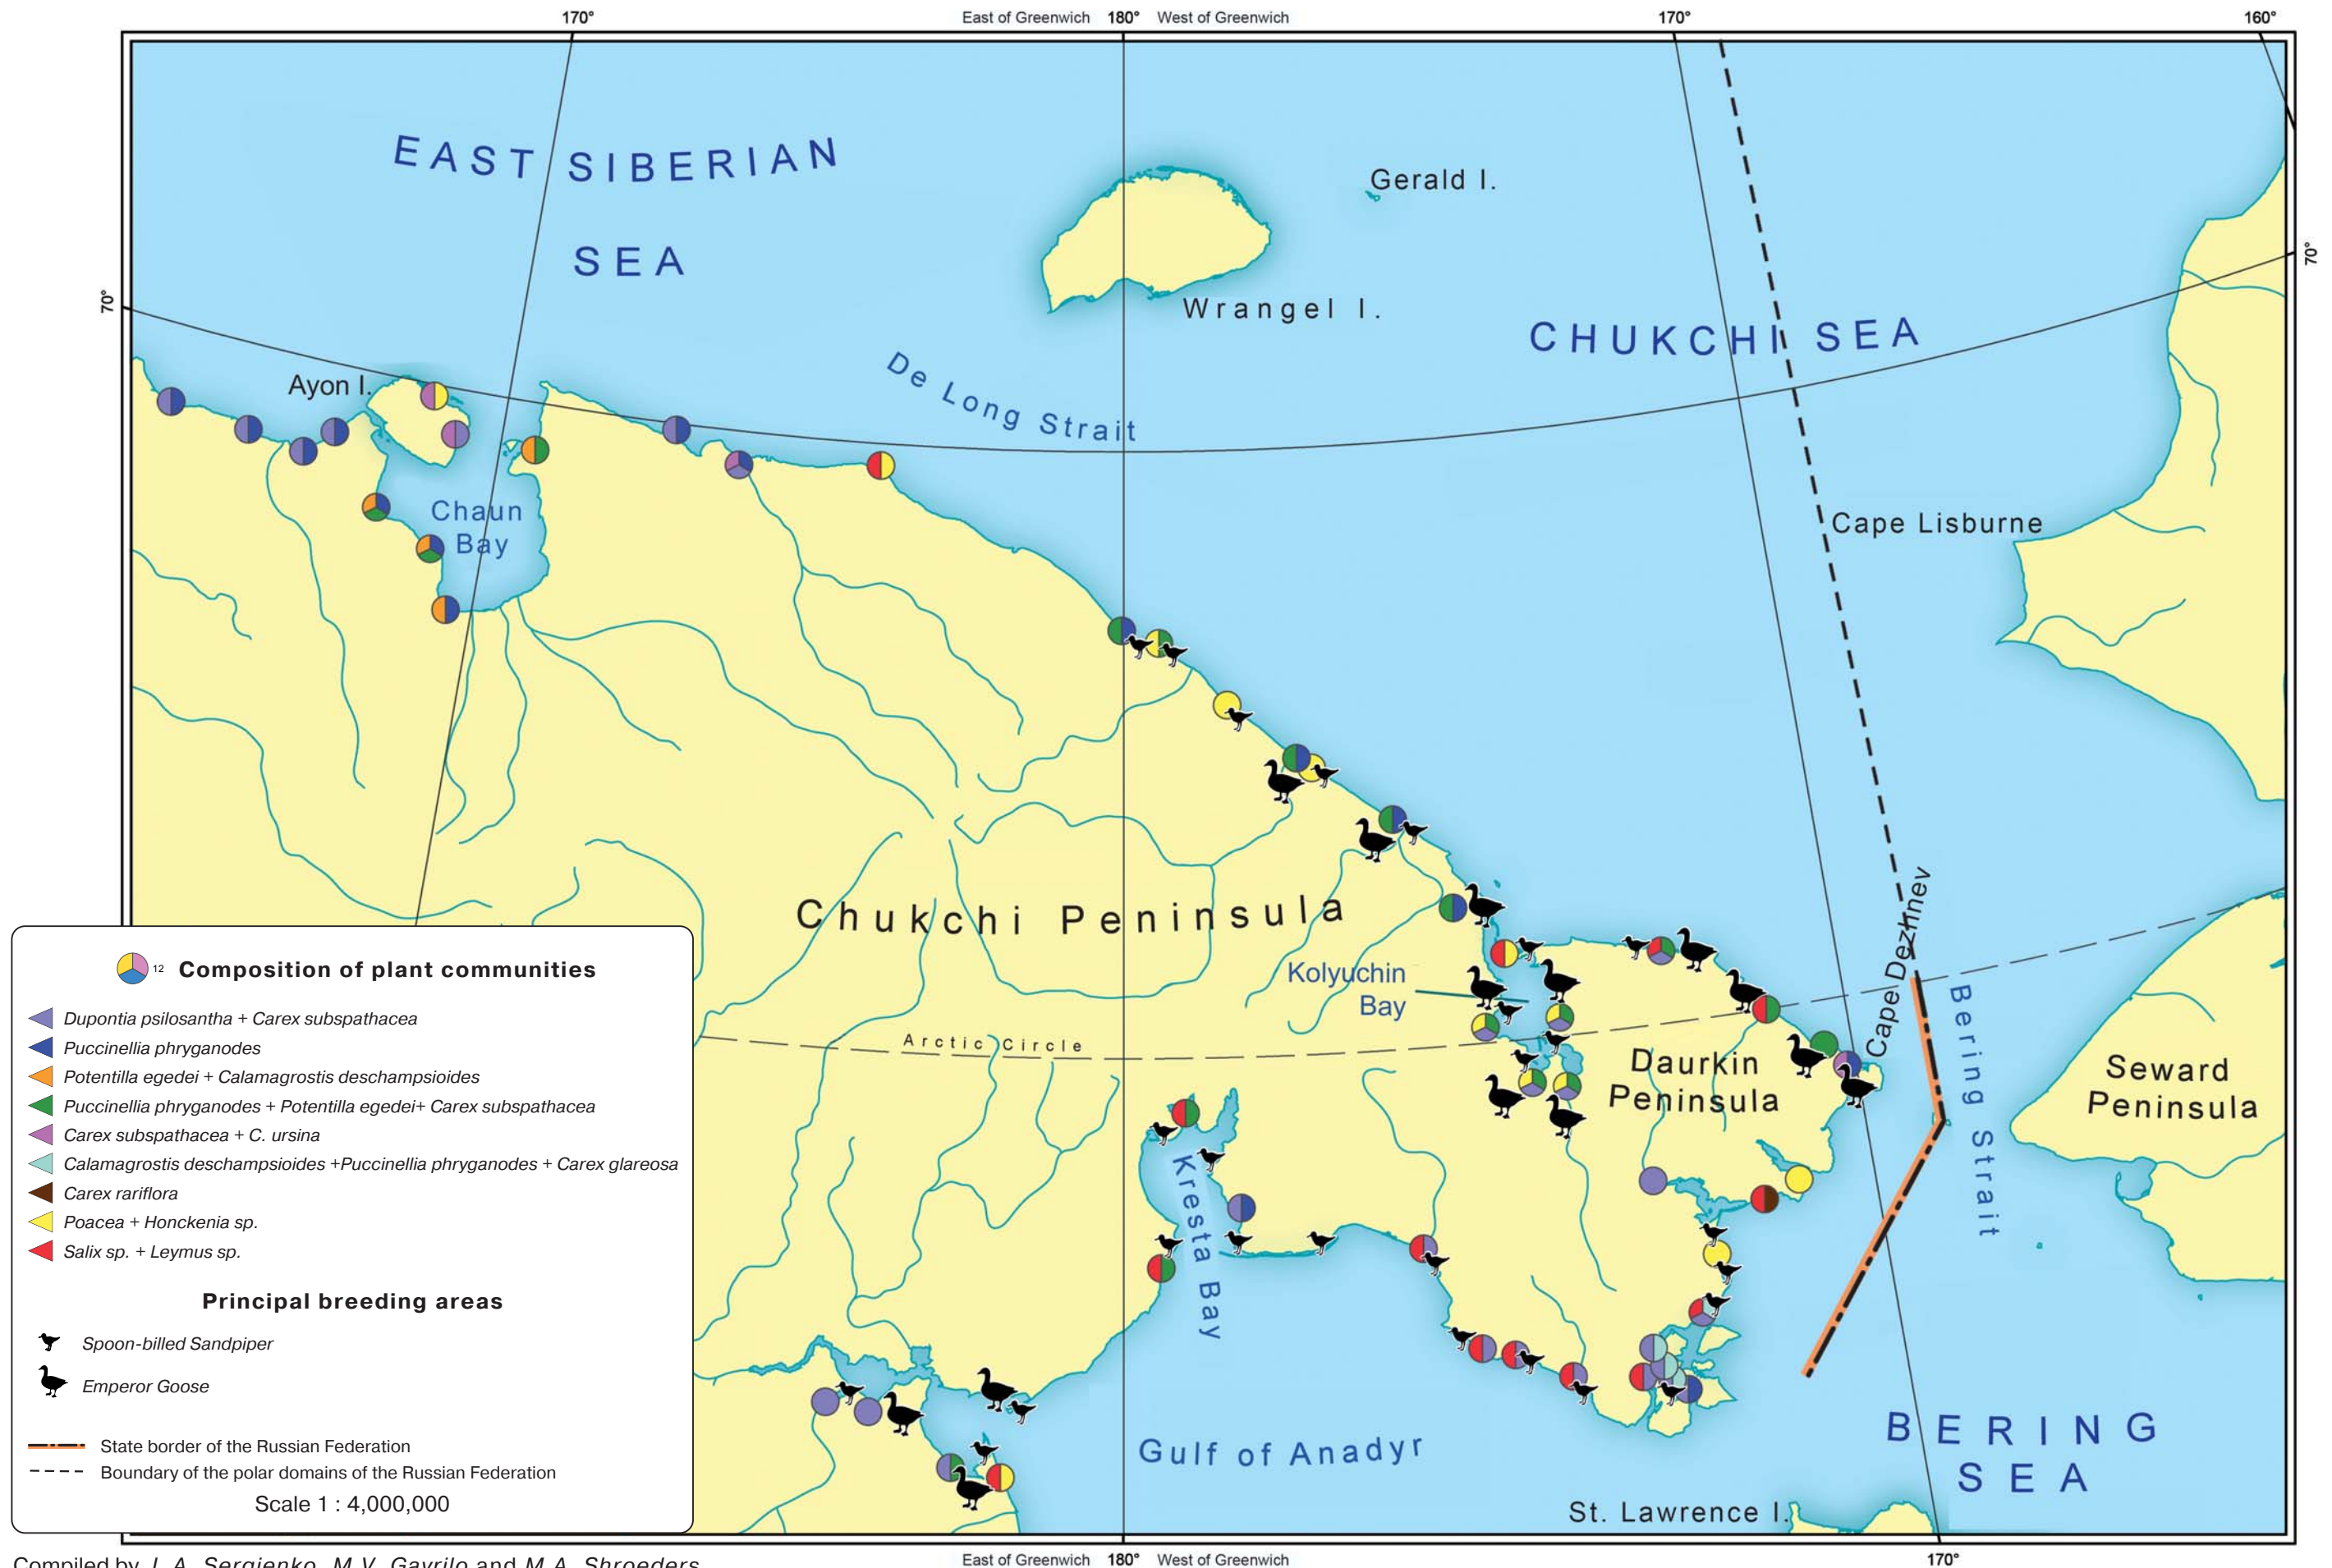 170° East of Greenwich 180° West of Greenwich 170° 160°
EAST SIBERIAN
SEA
Gerald I.
Wrangel I.
70°
70°
CHUKCHI SEA
De Long Strait
Ayon I.
Chaun
Bay
Cape Lisburne
Chukchi Peninsula
Kolyuchin
Bay
Arctic Circle
Cape Dezhnev
Bering Strait
Daurkin
Peninsula
Seward
Peninsula
Kresta Bay
Gulf of Anadyr
BERING
SEA
St. Lawrence I.
12 Composition of plant communities
Dupontia psilosantha + Carex subspathacea
Puccinellia phryganodes
Potentilla egedei + Calamagrostis deschampsioides
Puccinellia phryganodes + Potentilla egedei+ Carex subspathacea
Carex subspathacea + C. ursina
Calamagrostis deschampsioides +Puccinellia phryganodes + Carex glareosa
Carex rariflora
Poacea + Honckenia sp.
Salix sp. + Leymus sp.
Principal breeding areas
Spoon-billed Sandpiper
Emperor Goose
State border of the Russian Federation
Boundary of the polar domains of the Russian Federation
Scale 1 : 4,000,000
Compiled by L.A. Sergienko, M.V. Gavrilo and M.A. Shroeders
East of Greenwich 180° West of Greenwich 170°